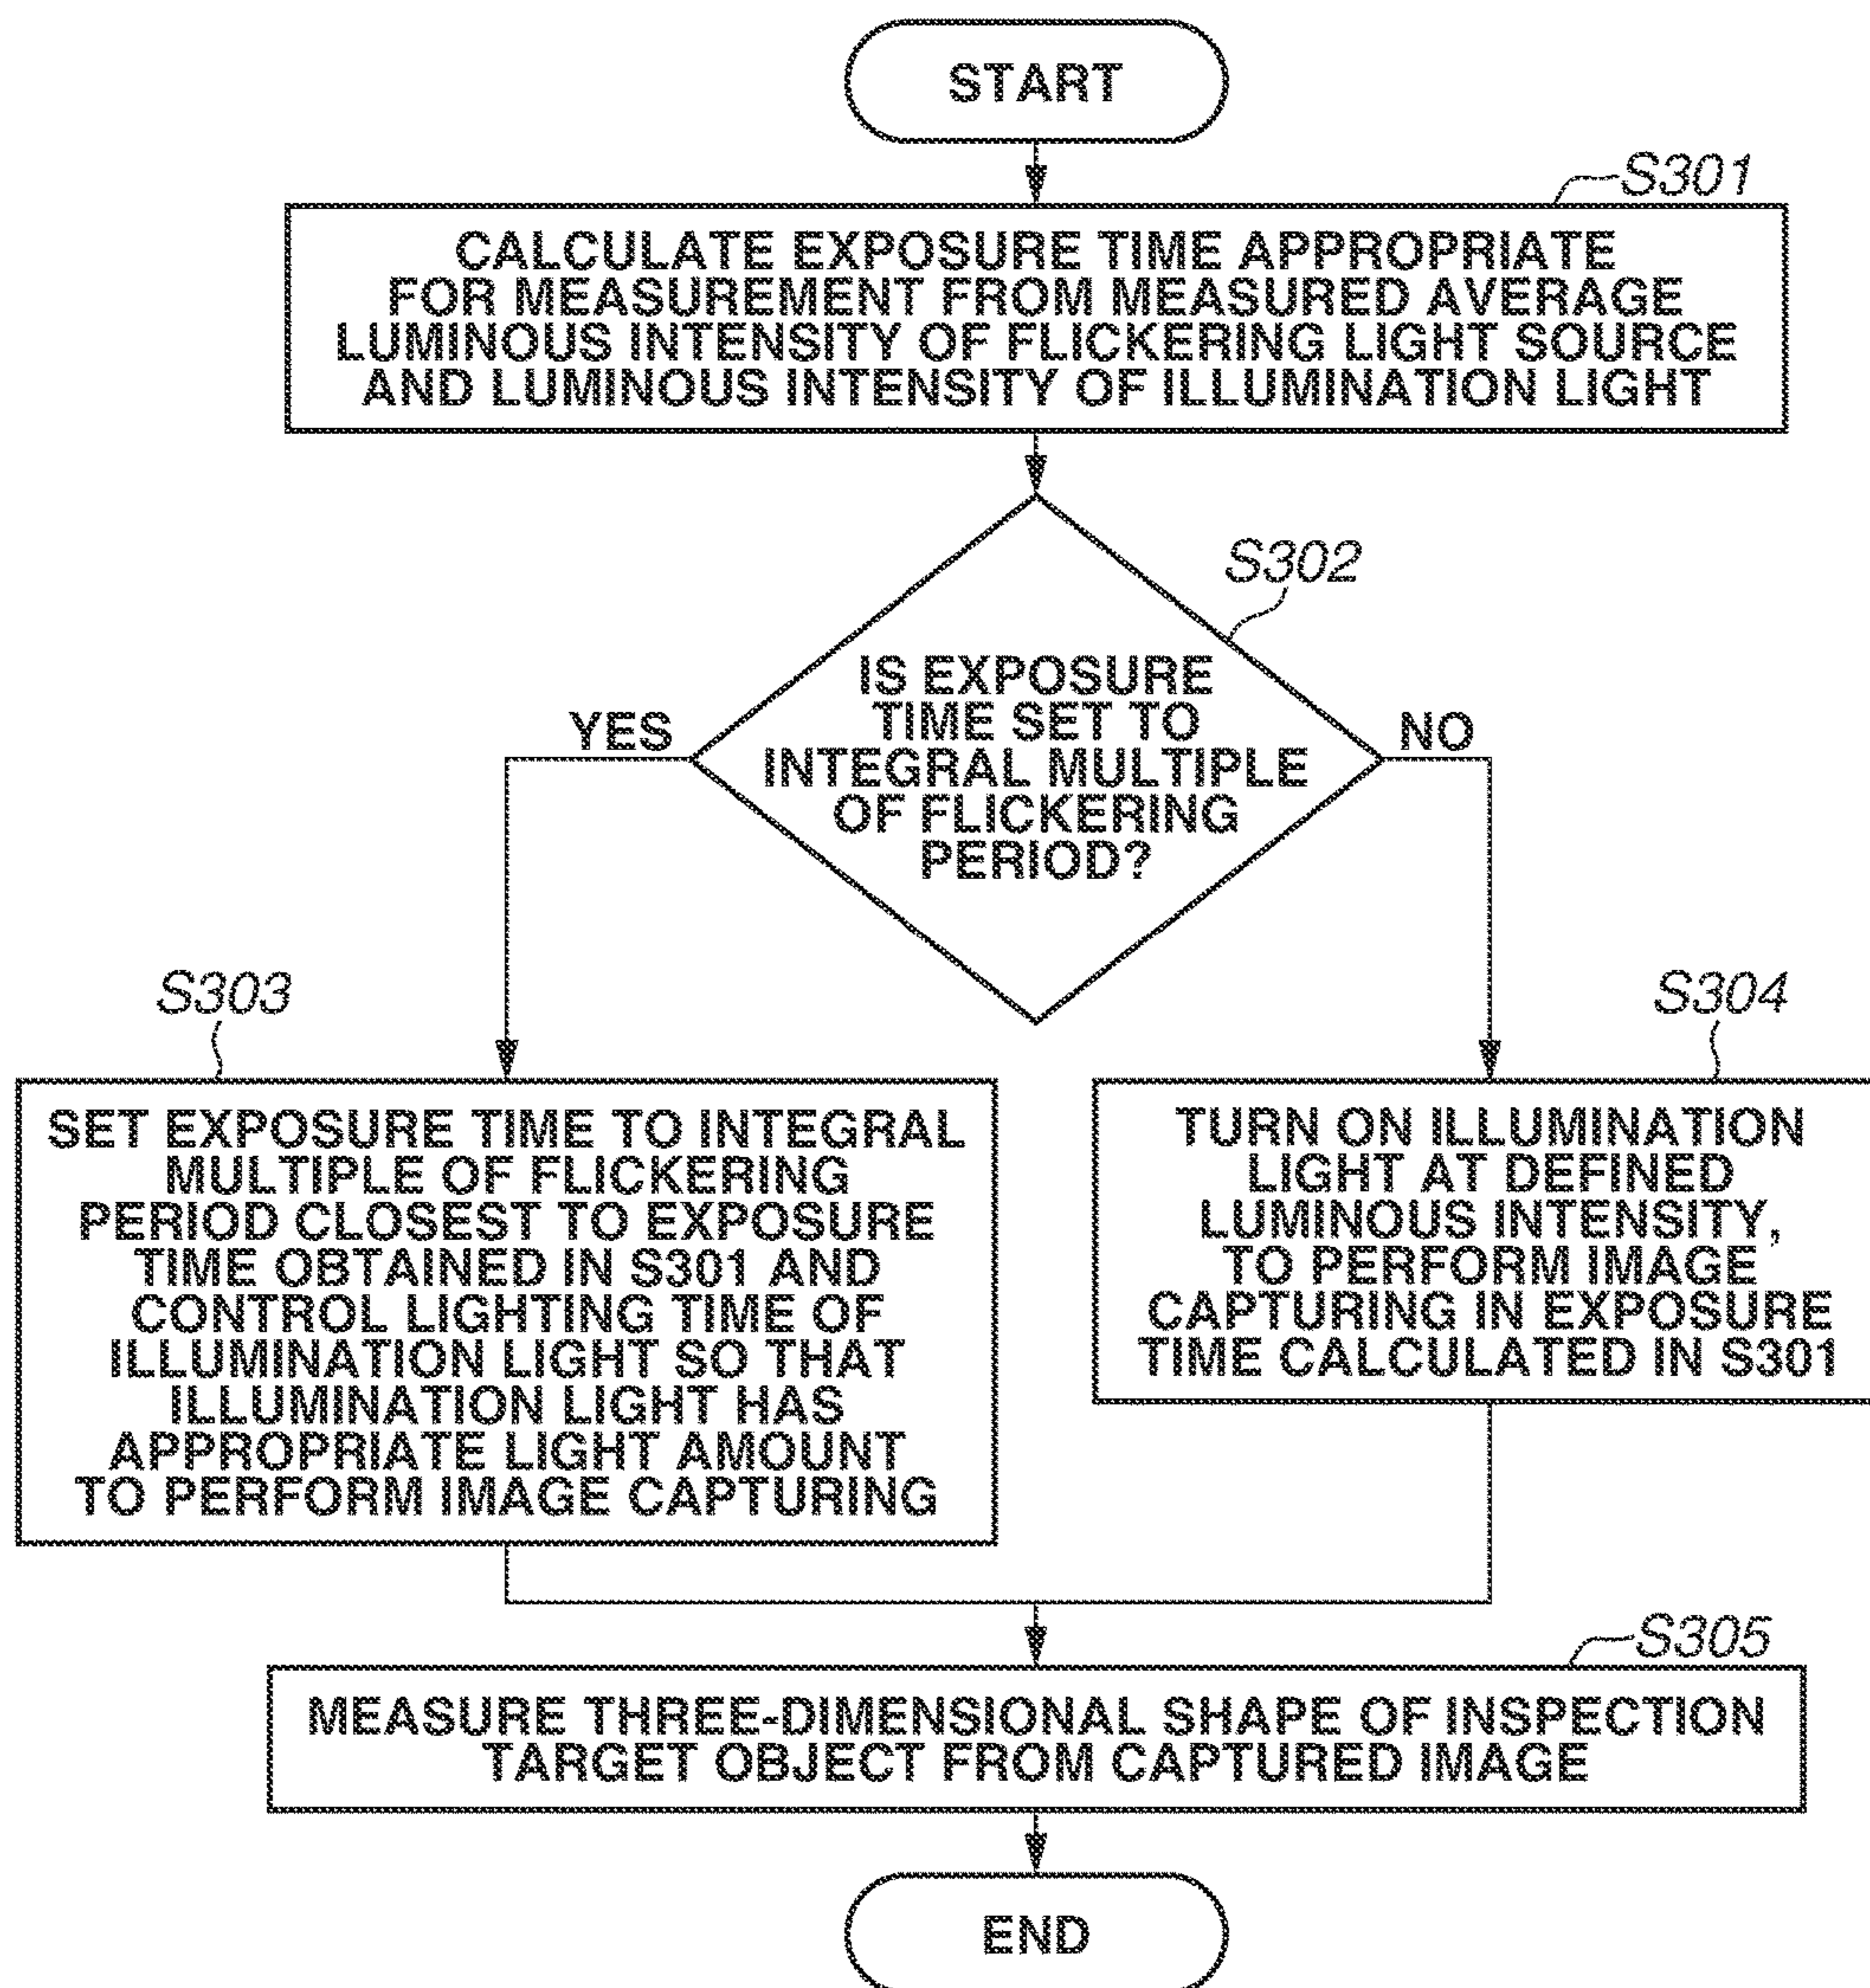 START
S301
CALCULATE EXPOSURE TIME APPROPRIATE
FOR MEASUREMENT FROM MEASURED AVERAGE
LUMINOUS INTENSITY OF FLICKERING LIGHT SOURCE
AND LUMINOUS INTENSITY OF ILLUMINATION LIGHT
S302
IS EXPOSURE
TIME SET TO
INTEGRAL MULTIPLE
OF FLICKERING
PERIOD?
YES
NO
S303
SET EXPOSURE TIME TO INTEGRAL
MULTIPLE OF FLICKERING
PERIOD CLOSEST TO EXPOSURE
TIME OBTAINED IN S301 AND
CONTROL LIGHTING TIME OF
ILLUMINATION LIGHT SO THAT
ILLUMINATION LIGHT HAS
APPROPRIATE LIGHT AMOUNT
TO PERFORM IMAGE CAPTURING
S304
TURN ON ILLUMINATION
LIGHT AT DEFINED
LUMINOUS INTENSITY,
TO PERFORM IMAGE
CAPTURING IN EXPOSURE
TIME CALCULATED IN S301
S305
MEASURE THREE-DIMENSIONAL SHAPE OF INSPECTION
TARGET OBJECT FROM CAPTURED IMAGE
END